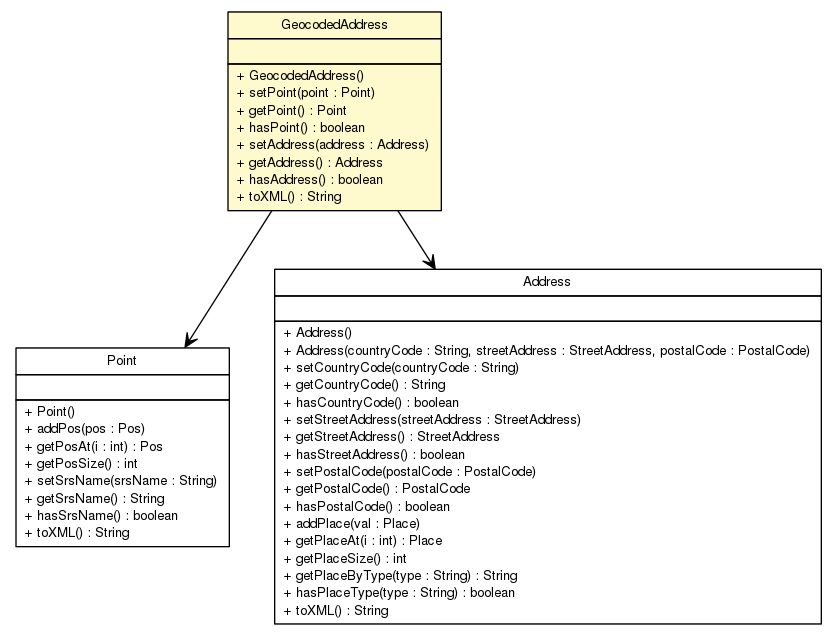 GeocodedAddress
+ GeocodedAddress()
+ setPoint(point : Point)
+ getPoint() : Point
+ hasPoint() : boolean
+ setAddress(address : Address)
+ getAddress() : Address
+ hasAddress() : boolean
+ toXML() : String
Point
+ Point()
+ addPos(pos : Pos)
+ getPosAt(i : int) : Pos
+ getPosSize() : int
+ setSrsName(srsName : String)
+ getSrsName() : String
+ hasSrsName() : boolean
+ toXML() : String
Address
+ Address()
+ Address(countryCode : String, streetAddress : StreetAddress, postalCode : PostalCode)
+ setCountryCode(countryCode : String)
+ getCountryCode() : String
+ hasCountryCode() : boolean
+ setStreetAddress(streetAddress : StreetAddress)
+ getStreetAddress() : StreetAddress
+ hasStreetAddress() : boolean
+ setPostalCode(postalCode : PostalCode)
+ getPostalCode() : PostalCode
+ hasPostalCode() : boolean
+ addPlace(val : Place)
+ getPlaceAt(i : int) : Place
+ getPlaceSize() : int
+ getPlaceByType(type : String) : String
+ hasPlaceType(type : String) : boolean
+ toXML() : String